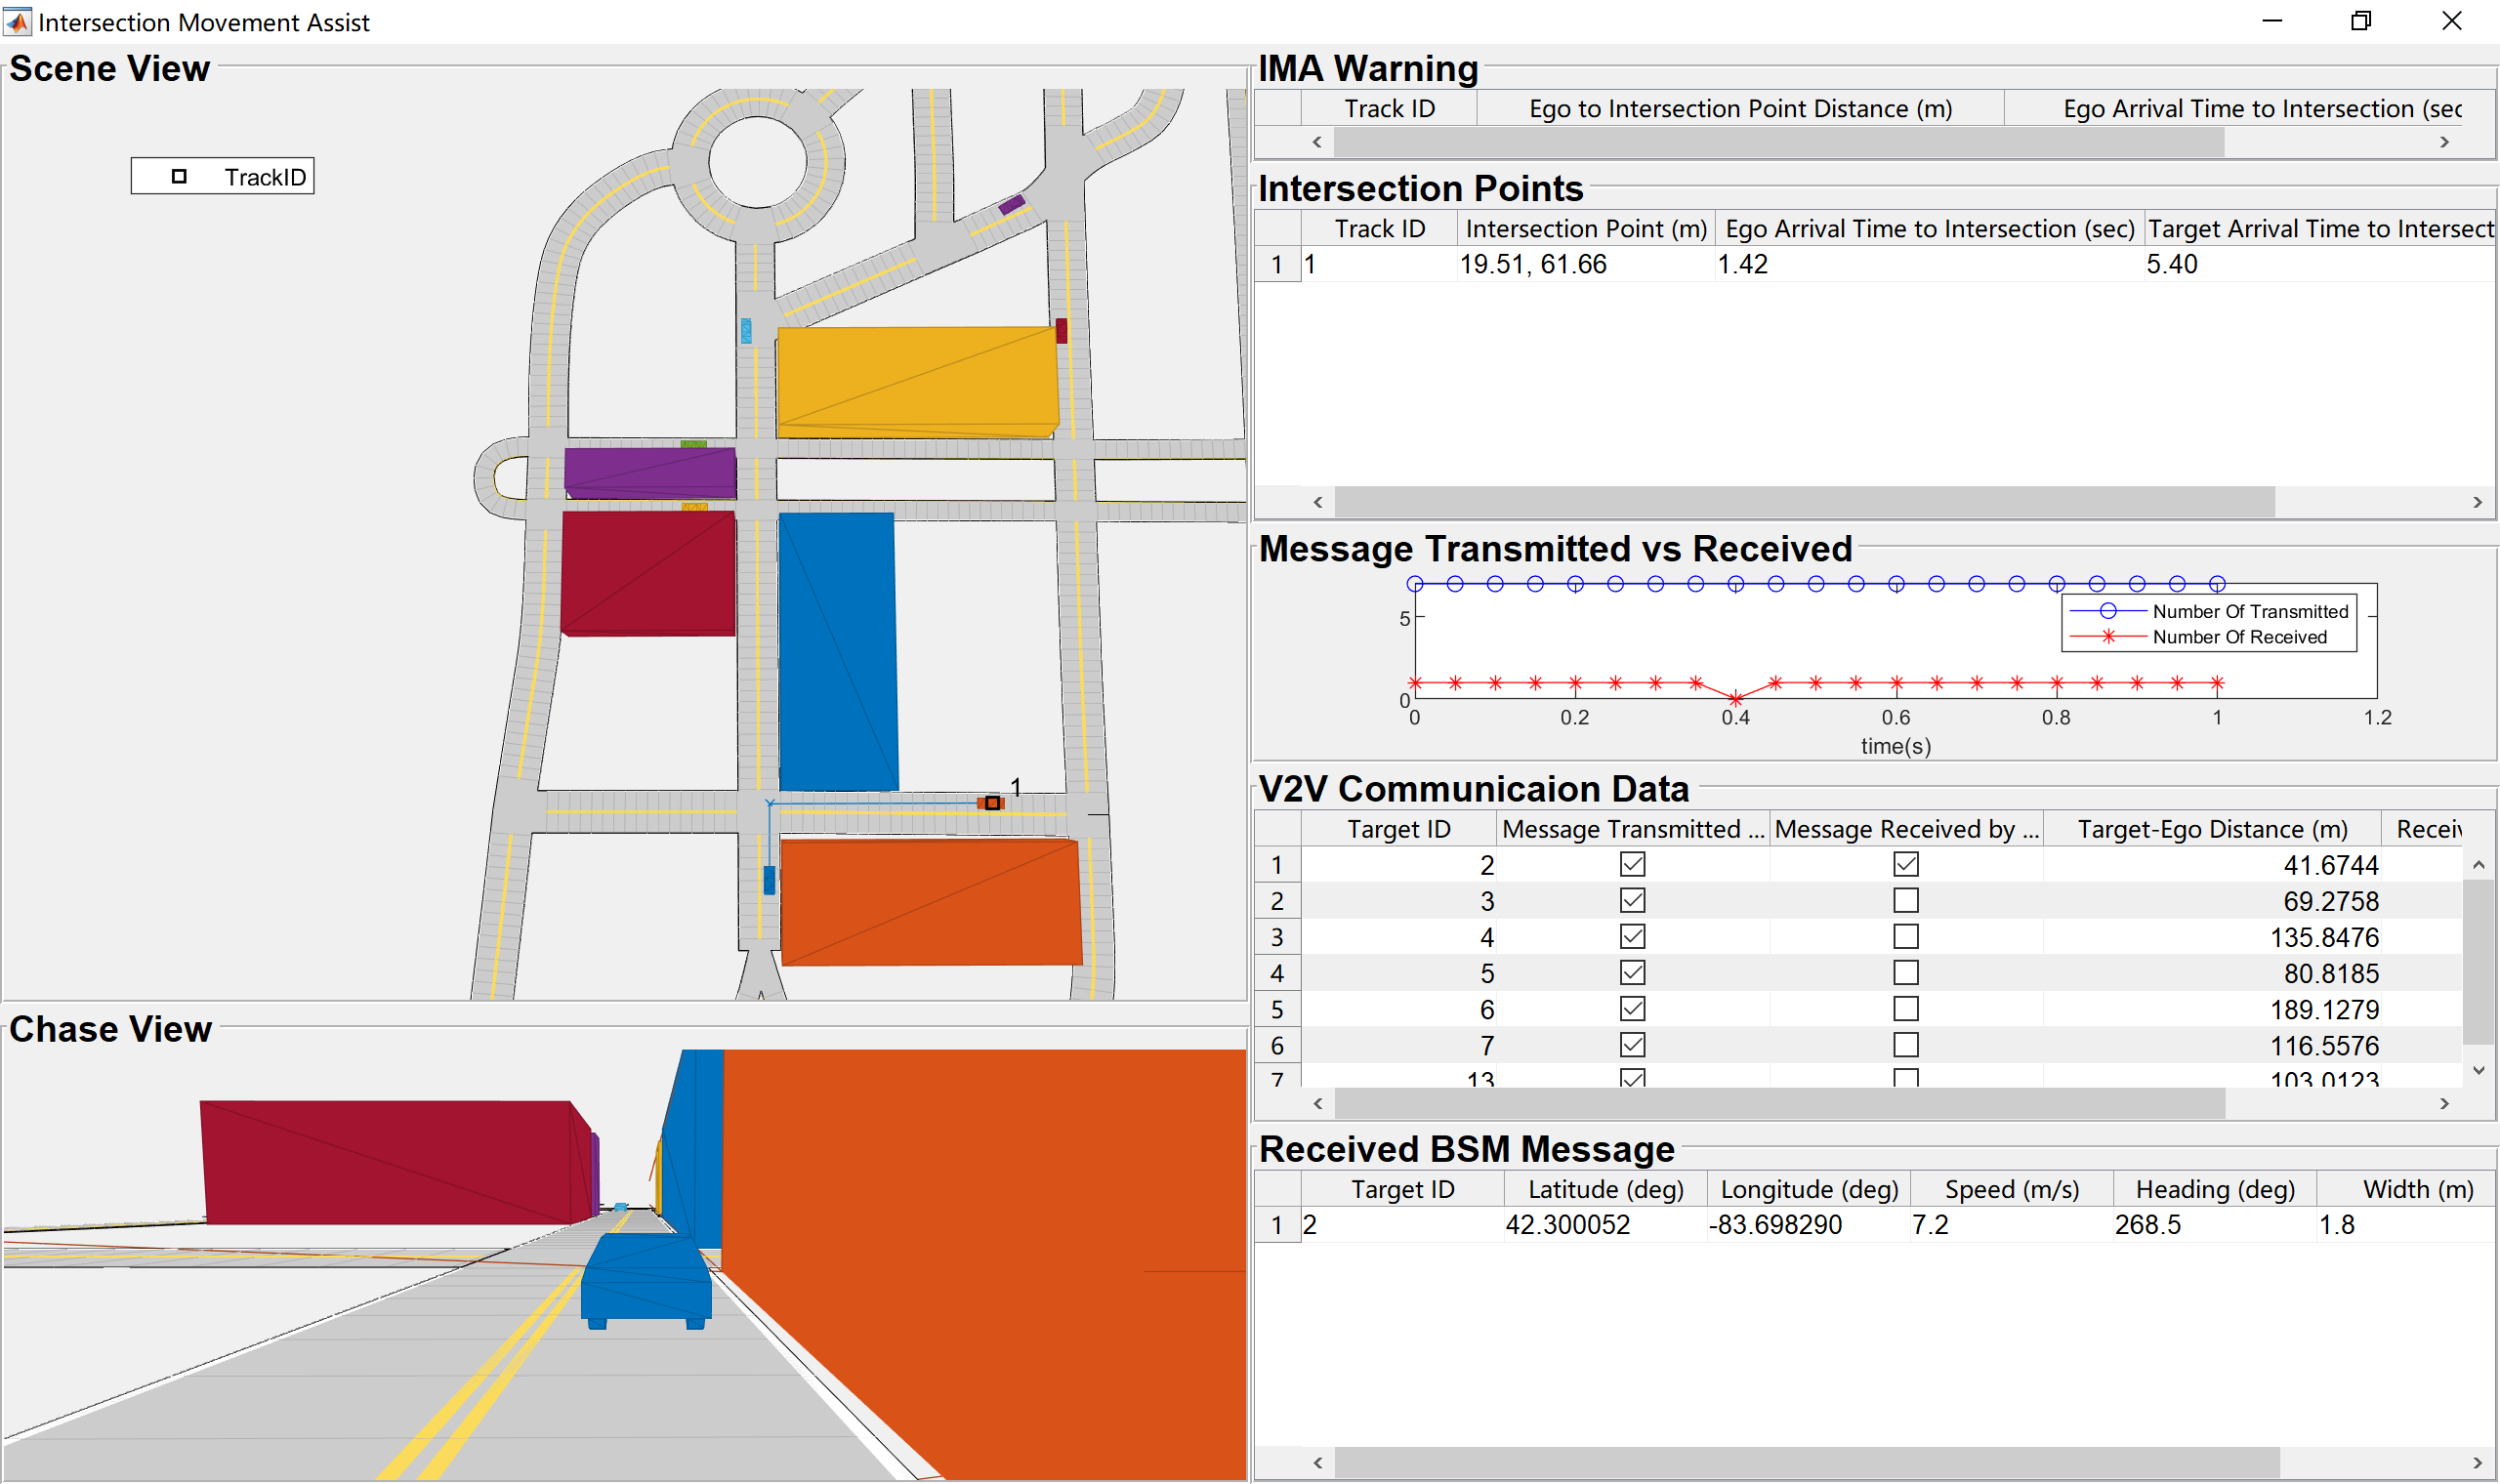 Intersection Movement Assist
Scene View
TrackID
1
Chase View
IMA Warning
Track ID Ego to Intersection Point Distance (m) Ego Arrival Time to Intersection (sec
Intersection Points
Track ID Intersection Point (m) Ego Arrival Time to Intersection (sec) Target Arrival Time to Intersect
1 1 19.51, 61.66 1.42 5.40
Message Transmitted vs Received
5
0
Number Of Transmitted
Number Of Received
0 0.2 0.4 0.6 0.8 1 1.2
time(s)
V2V Communicaion Data
Target ID Message Transmitted ... Message Received by ... Target-Ego Distance (m) Receiv
1 2 41.6744
2 3 69.2758
3 4 135.8476
4 5 80.8185
5 6 189.1279
6 7 116.5576
7 13 103.0123
Received BSM Message
Target ID Latitude (deg) Longitude (deg) Speed (m/s) Heading (deg) Width (m)
1 2 42.300052 -83.698290 7.2 268.5 1.8